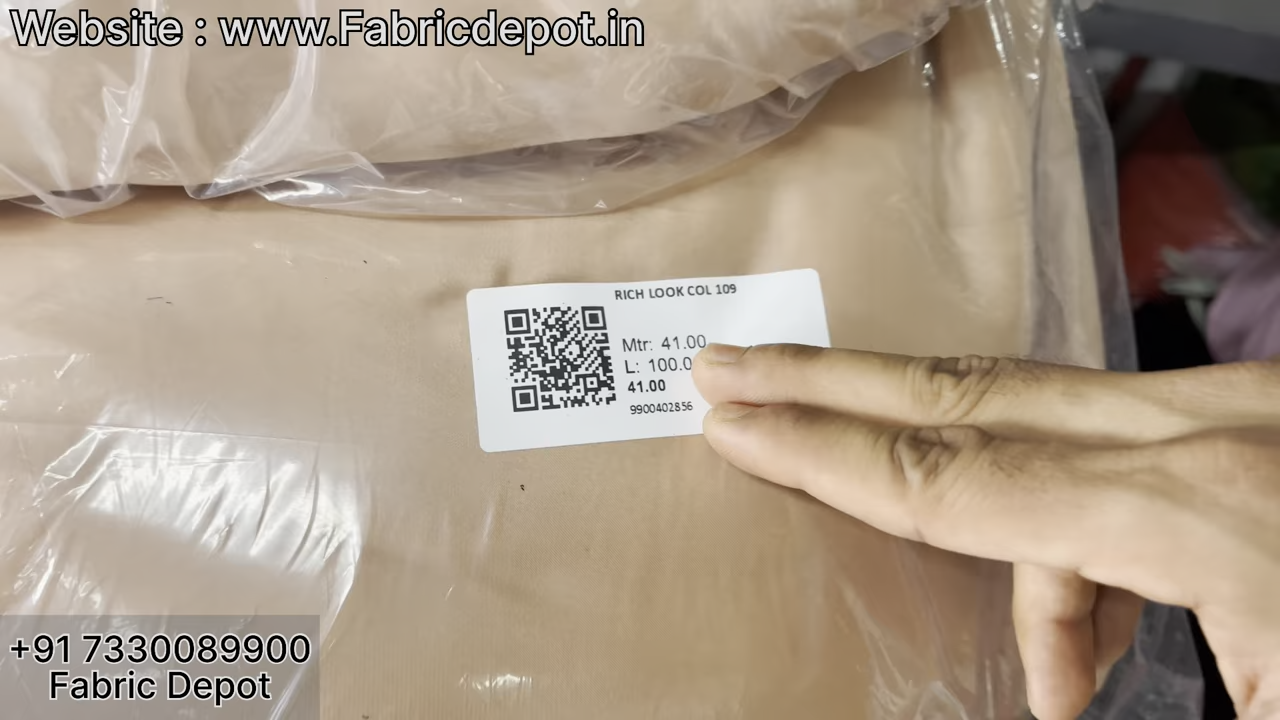 Website : www.Fabricdepot.in
RICH LOOK COL 109
Mtr: 41.00
L: 100.0
41.00
9900402856
+91 7330089900
Fabric Depot